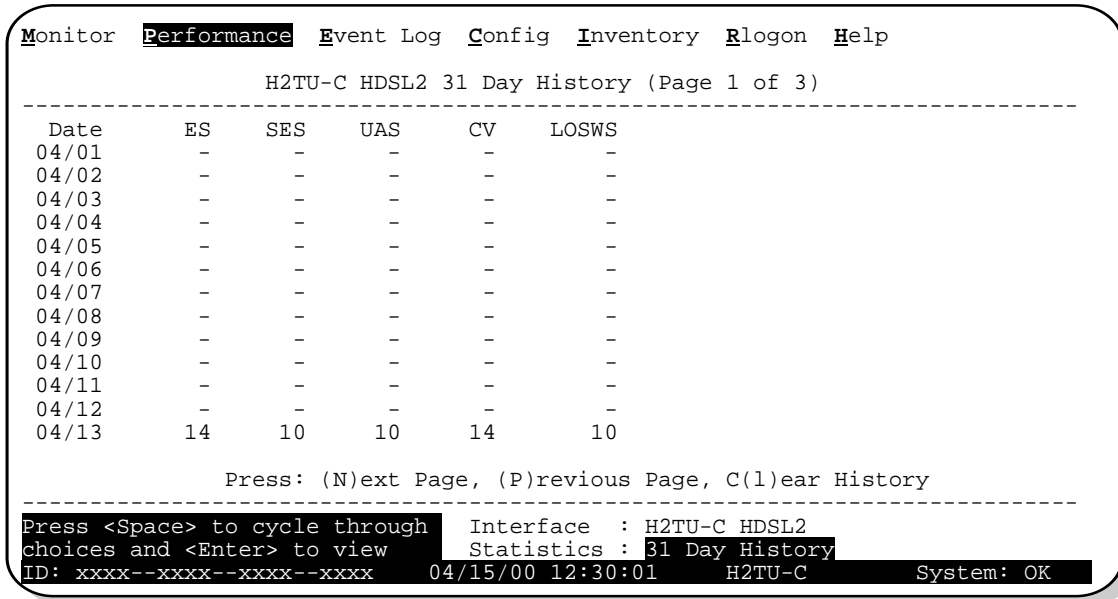 Monitor Performance Event Log Config Inventory Rlogon Help
H2TU-C HDSL2 31 Day History (Page 1 of 3)
--------------------------------------------------------------------------------
Date ES SES UAS CV LOSWS
04/01 - - - - -
04/02 - - - - -
04/03 - - - - -
04/04 - - - - -
04/05 - - - - -
04/06 - - - - -
04/07 - - - - -
04/08 - - - - -
04/09 - - - - -
04/10 - - - - -
04/11 - - - - -
04/12 - - - - -
04/13 14 10 10 14 10
Press: (N)ext Page, (P)revious Page, C(l)ear History
--------------------------------------------------------------------------------
Press <Space> to cycle through Interface : H2TU-C HDSL2
choices and <Enter> to view Statistics : 31 Day History
ID: xxxx--xxxx--xxxx--xxxx 04/15/00 12:30:01 H2TU-C System: OK